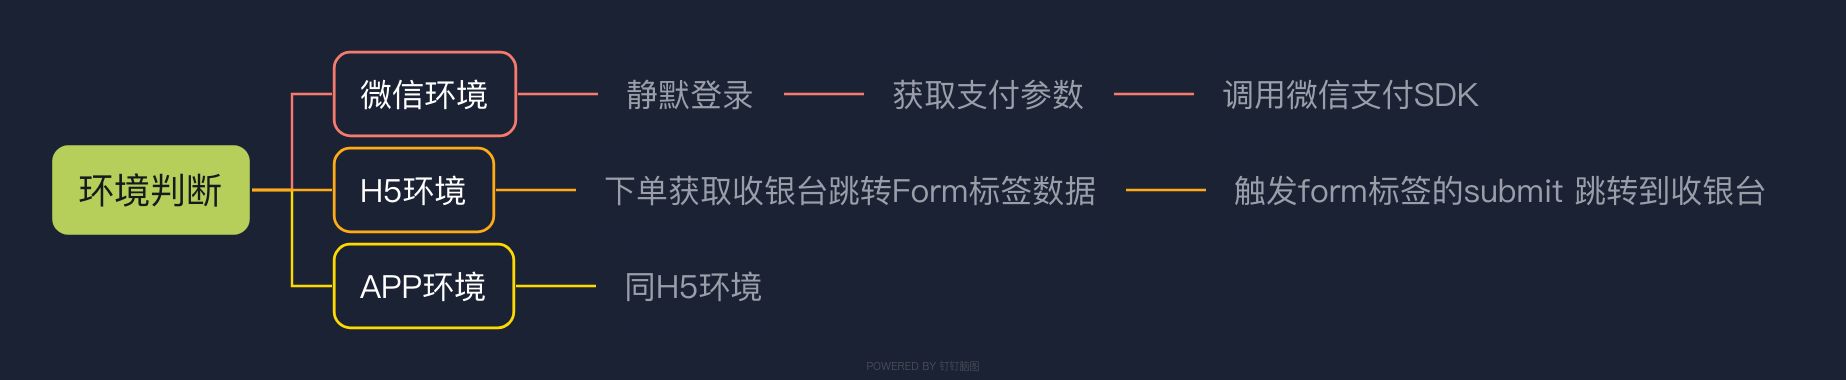 微信环境 静默登录 获取支付参数 调用微信支付SDK
环境判断 H5环境 下单获取收银台跳转Form标签数据 触发form标签的submit 跳转到收银台
APP环境 同H5环境
POWERED BY 钉钉脑图